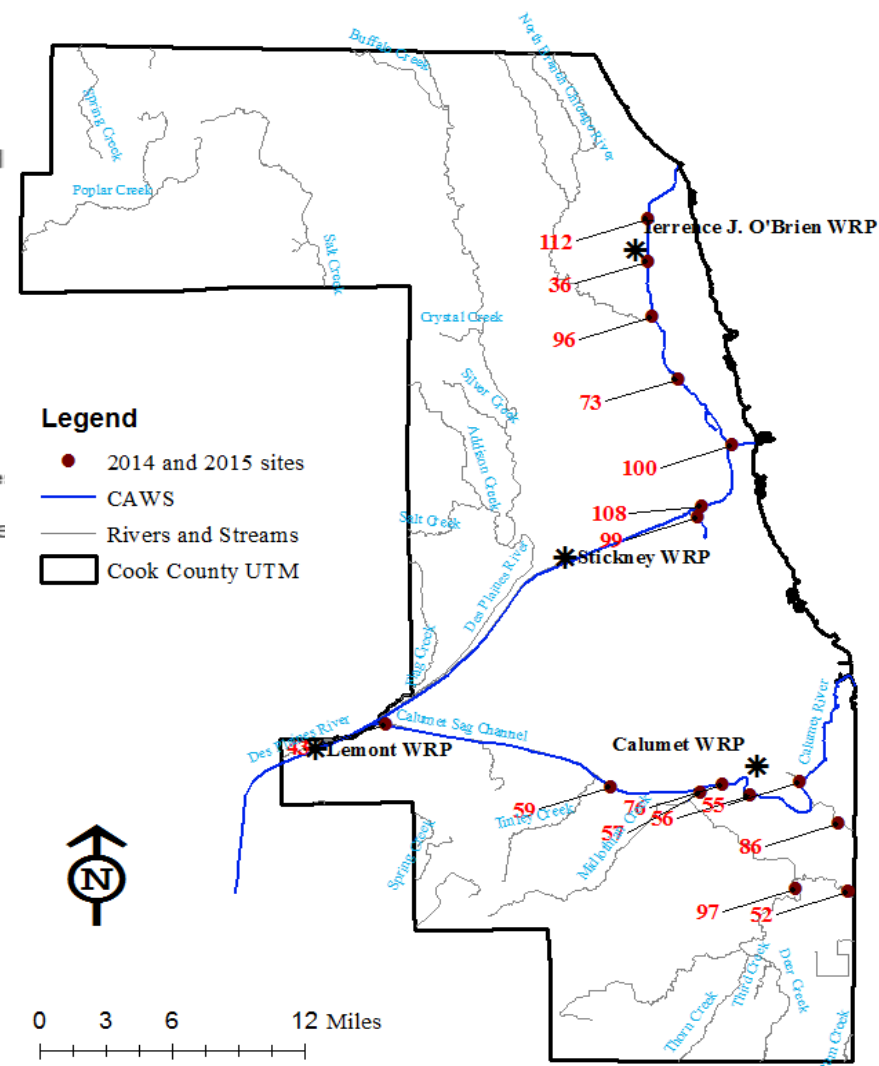 Buffalo Creek
North Branch Chicago River
Spring Creek
Poplar Creek
Salt Creek
Terrence J. O'Brien WRP
112
36
Crystal Creek
96
Silver Creek
73
Legend
2014 and 2015 sites
CAWS
Rivers and Streams
Cook County UTM
Addison Creek
100
Salt Creek
108
99
Stickney WRP
Des Plaines River
Flag Creek
Des Plaines River
Calumet Sag Channel
Calumet River
43
Lemont WRP
Calumet WRP
59
76
55
57
56
Tinley Creek
Midlothian Creek
86
Spring Creek
N
97
52
Third Creek
Deer Creek
Thorn Creek
Creek
0 3 6 12 Miles